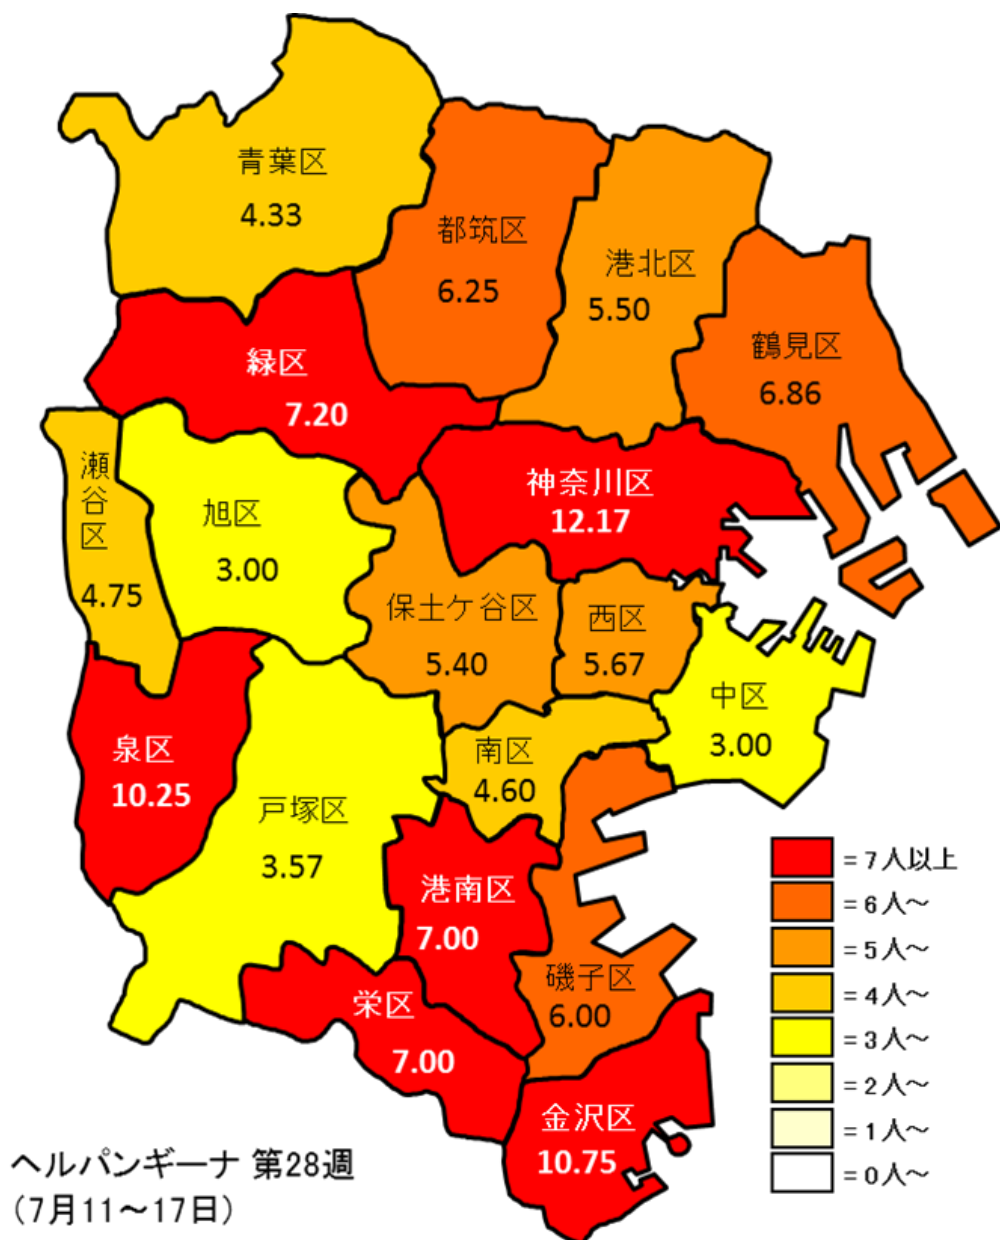 青葉区
4.33
都筑区
6.25
港北区
5.50
鶴見区
6.86
緑区
7.20
瀬谷区
4.75
旭区
3.00
神奈川区
12.17
保土ケ谷区
5.40
西区
5.67
中区
3.00
泉区
10.25
南区
4.60
戸塚区
3.57
港南区
7.00
磯子区
6.00
栄区
7.00
金沢区
10.75
=7人以上
=6人～
=5人～
=4人～
=3人～
=2人～
=1人～
=0人～
ヘルパンギーナ 第28週
（7月11～17日）